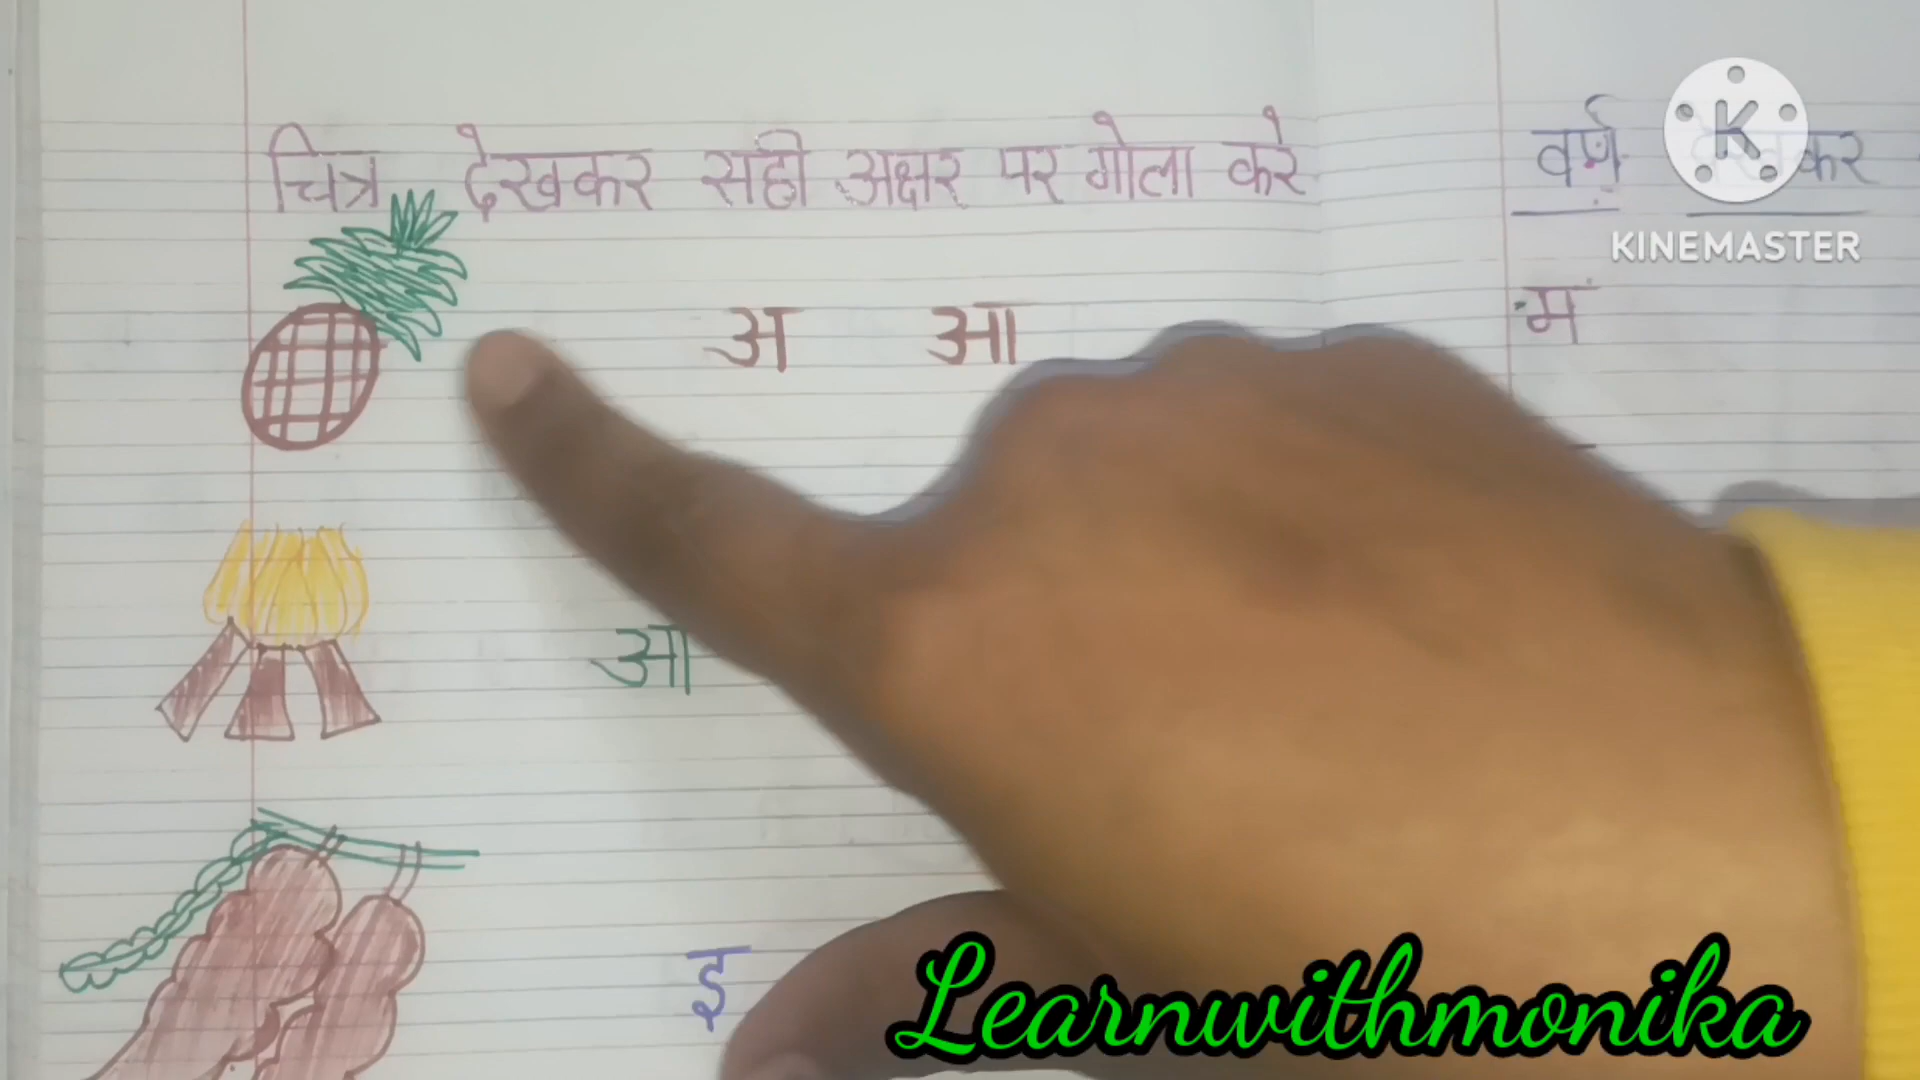 चित्र देखकर सही अक्षर पर गोला करे
अ आ
आ
इ
वर्ण
म
K
KINEMASTER
Learnwithmonika